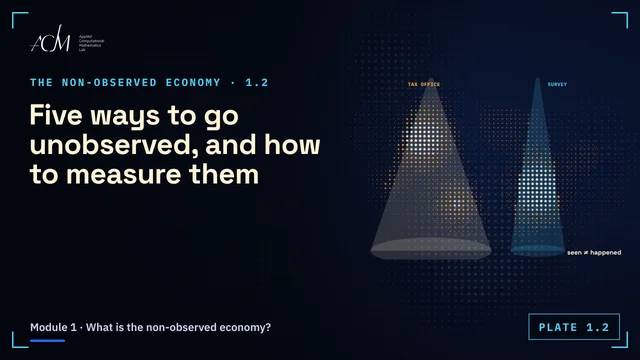 ACM
Applied
Computational
Mathematics
Lab
THE NON-OBSERVED ECONOMY · 1.2
Five ways to go
unobserved, and how
to measure them
TAX OFFICE
SURVEY
seen ≠ happened
Module 1 · What is the non-observed economy?
PLATE 1.2